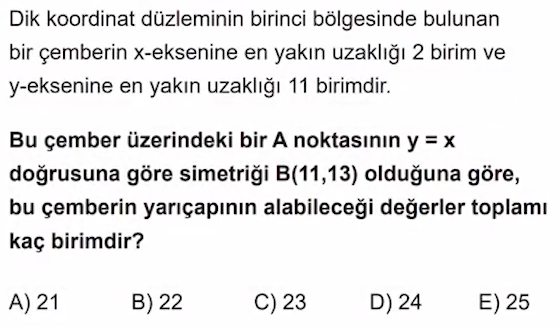 Dik koordinat düzleminin birinci bölgesinde bulunan
bir çemberin x-eksenine en yakın uzaklığı 2 birim ve
y-eksenine en yakın uzaklığı 11 birimdir.
Bu çember üzerindeki bir A noktasının y = x
doğrusuna göre simetriği B(11,13) olduğuna göre,
bu çemberin yarıçapının alabileceği değerler toplamı
kaç birimdir?
A) 21 B) 22 C) 23 D) 24 E) 25